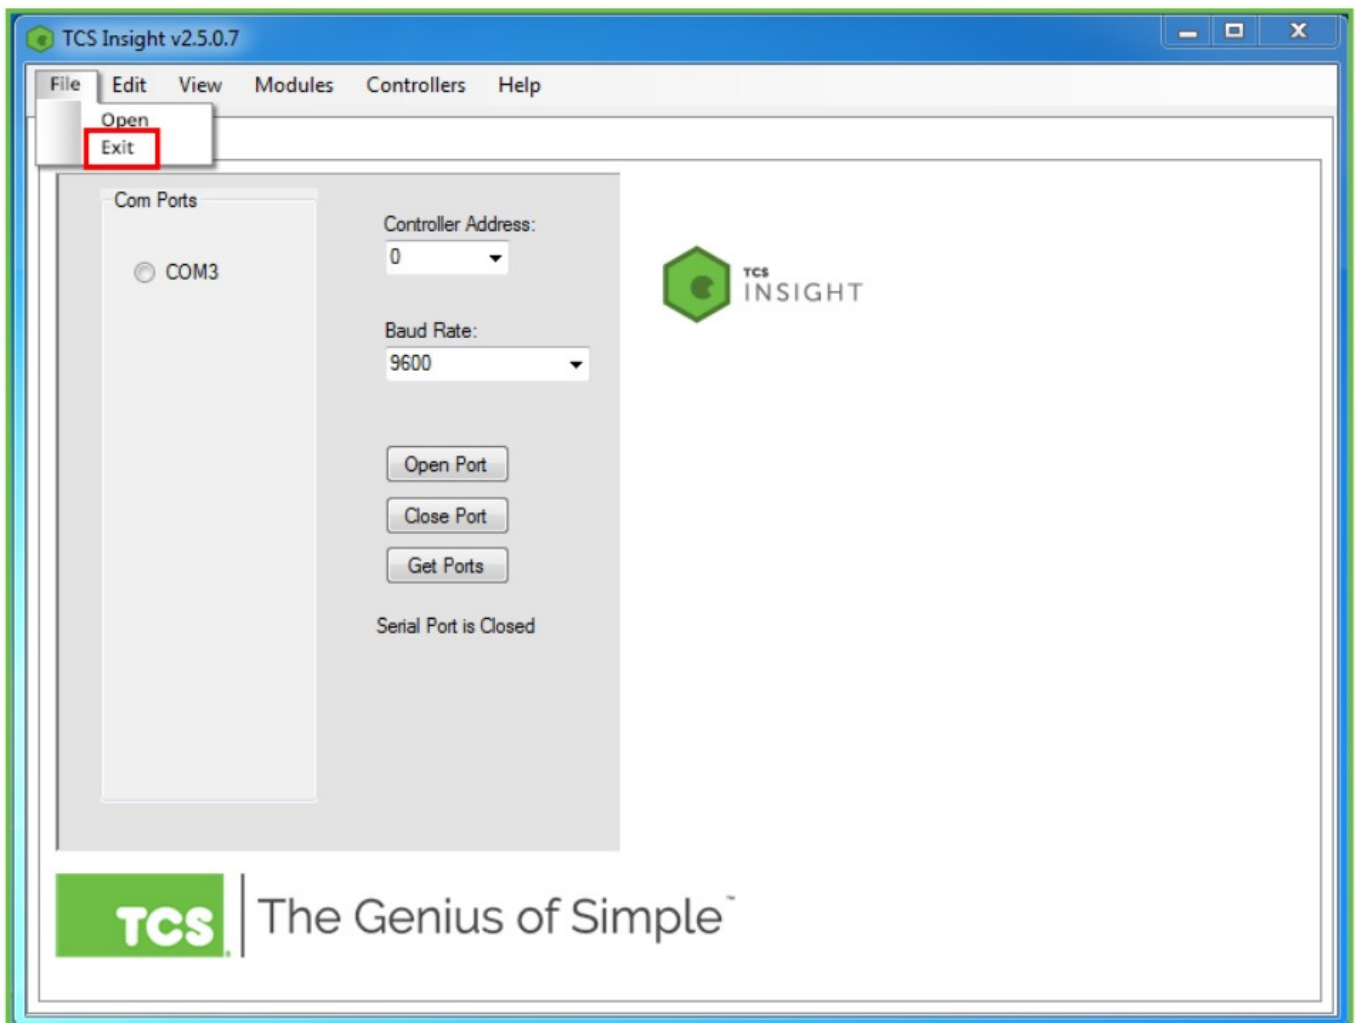 TCS Insight v2.5.0.7
File Edit View Modules Controllers Help
Open
Exit
Com Ports
COM3
Controller Address:
0
Baud Rate:
9600
Open Port
Close Port
Get Ports
Serial Port is Closed
TCS
INSIGHT
TCS. The Genius of Simple™